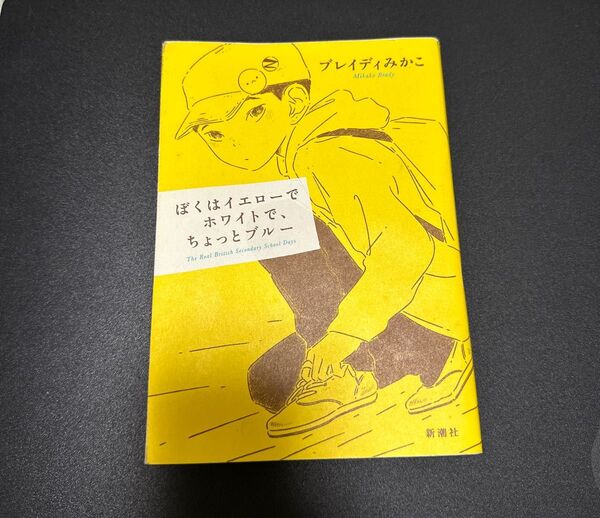 ブレイディみかこ
Mikako Brady
ぼくはイエローで
ホワイトで、
ちょっとブルー
The Real British Secondary School Days
新潮社